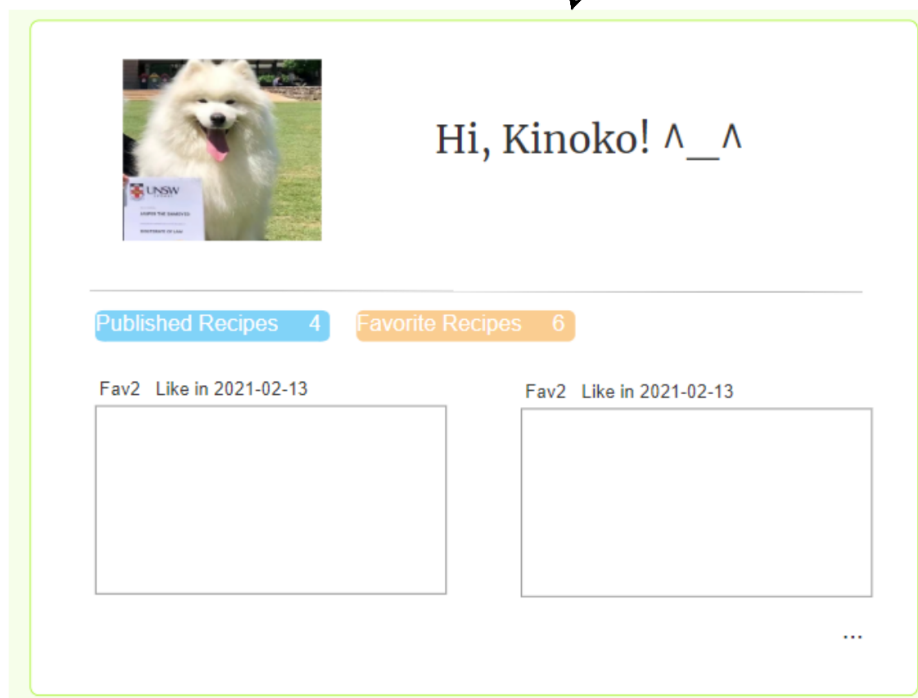 Hi, Kinoko! ^_^
UNSW
Published Recipes 4
Favorite Recipes 6
Fav2 Like in 2021-02-13
Fav2 Like in 2021-02-13
...